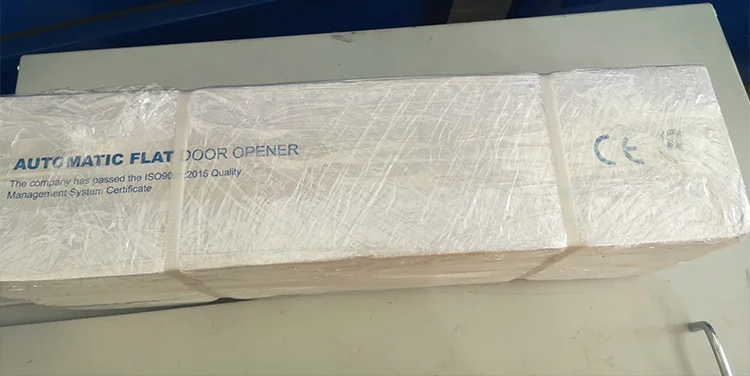 AUTOMATIC FLAT DOOR OPENER
The company has passed the ISO90 :2015 Quality
Management System Certificate
CE